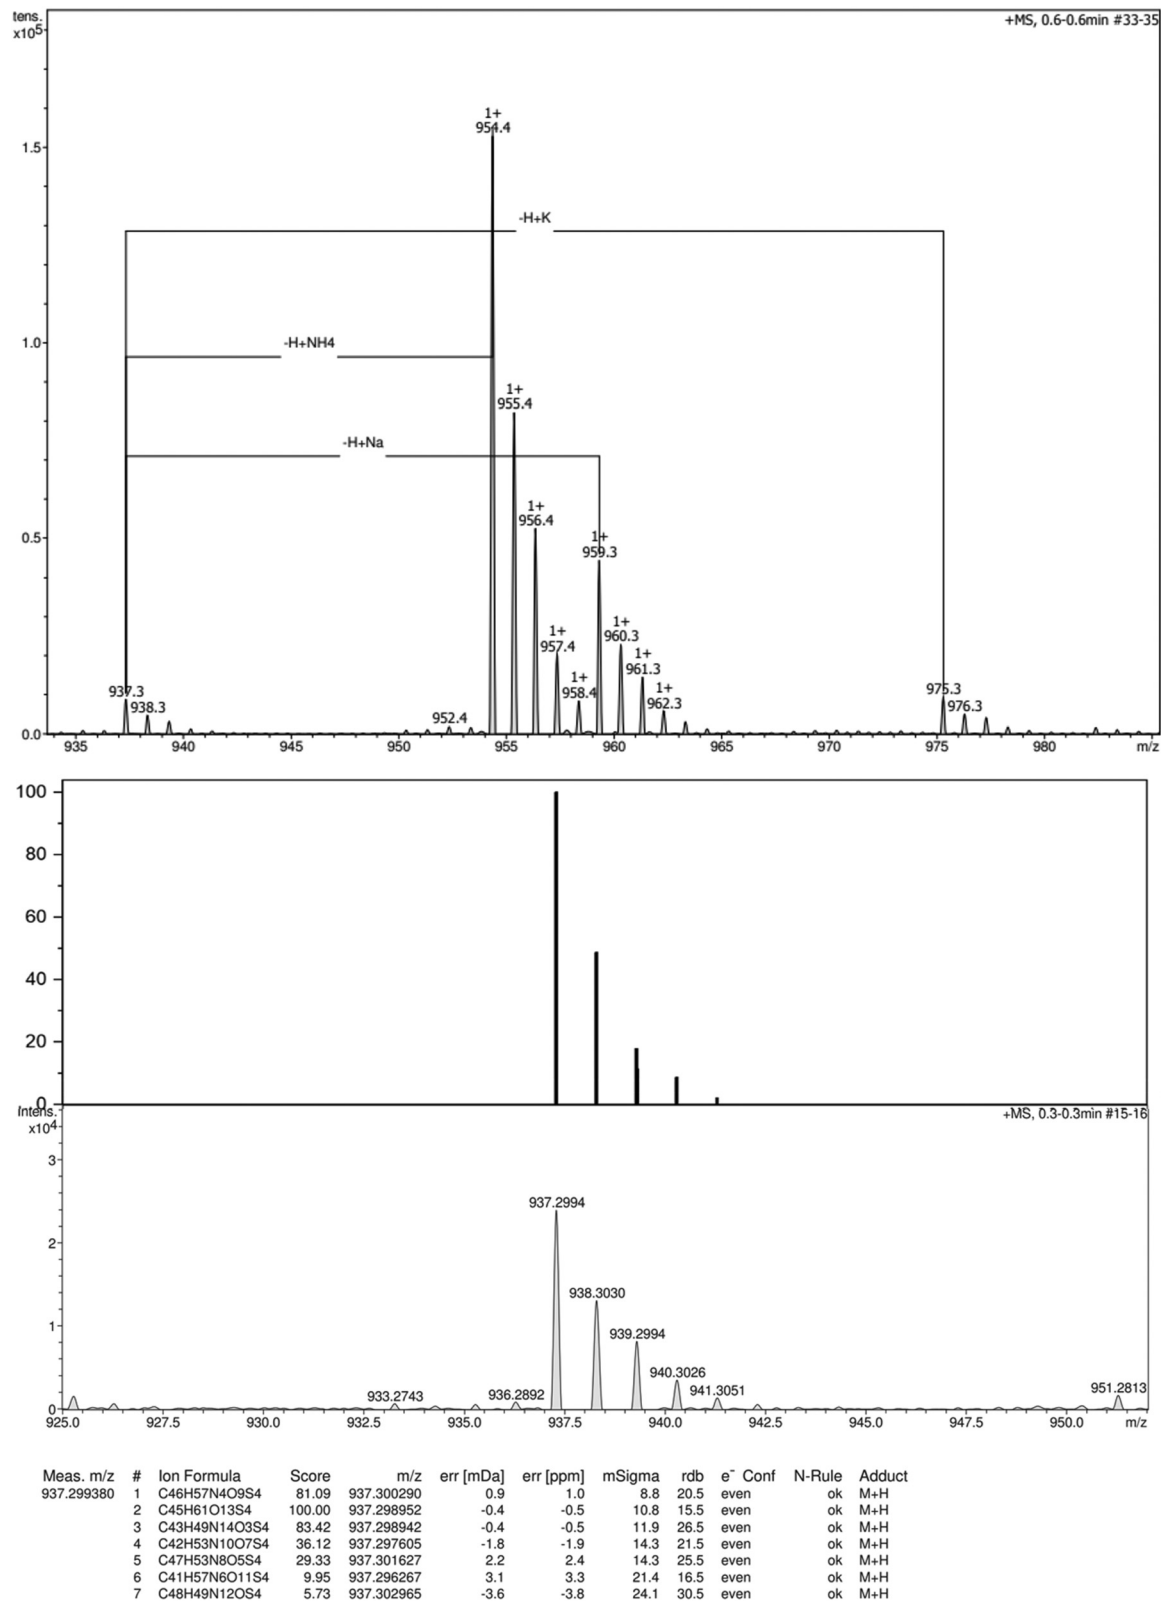 tens.
x10⁵
+MS, 0.6-0.6min #33-35
1+
954.4
1.5
-H+K
1.0
-H+NH4
1+
955.4
-H+Na
1+
956.4
0.5
1+
959.3
1+
957.4
1+
960.3
1+
961.3
1+
958.4
1+
962.3
937.3
938.3
952.4
975.3
976.3
0.0
935 940 945 950 955 960 965 970 975 980 m/z
100
80
60
40
20
0
Intens.
x10⁴
+MS, 0.3-0.3min #15-16
3
937.2994
2
938.3030
1
939.2994
940.3026
941.3051
933.2743
936.2892
951.2813
0
925.0 927.5 930.0 932.5 935.0 937.5 940.0 942.5 945.0 947.5 950.0 m/z
Meas. m/z # Ion Formula Score m/z err [mDa] err [ppm] mSigma rdb e⁻ Conf N-Rule Adduct
937.299380 1 C46H57N4O9S4 81.09 937.300290 0.9 1.0 8.8 20.5 even ok M+H
2 C45H61O13S4 100.00 937.298952 -0.4 -0.5 10.8 15.5 even ok M+H
3 C43H49N14O3S4 83.42 937.298942 -0.4 -0.5 11.9 26.5 even ok M+H
4 C42H53N10O7S4 36.12 937.297605 -1.8 -1.9 14.3 21.5 even ok M+H
5 C47H53N8O5S4 29.33 937.301627 2.2 2.4 14.3 25.5 even ok M+H
6 C41H57N6O11S4 9.95 937.296267 3.1 3.3 21.4 16.5 even ok M+H
7 C48H49N12OS4 5.73 937.302965 -3.6 -3.8 24.1 30.5 even ok M+H